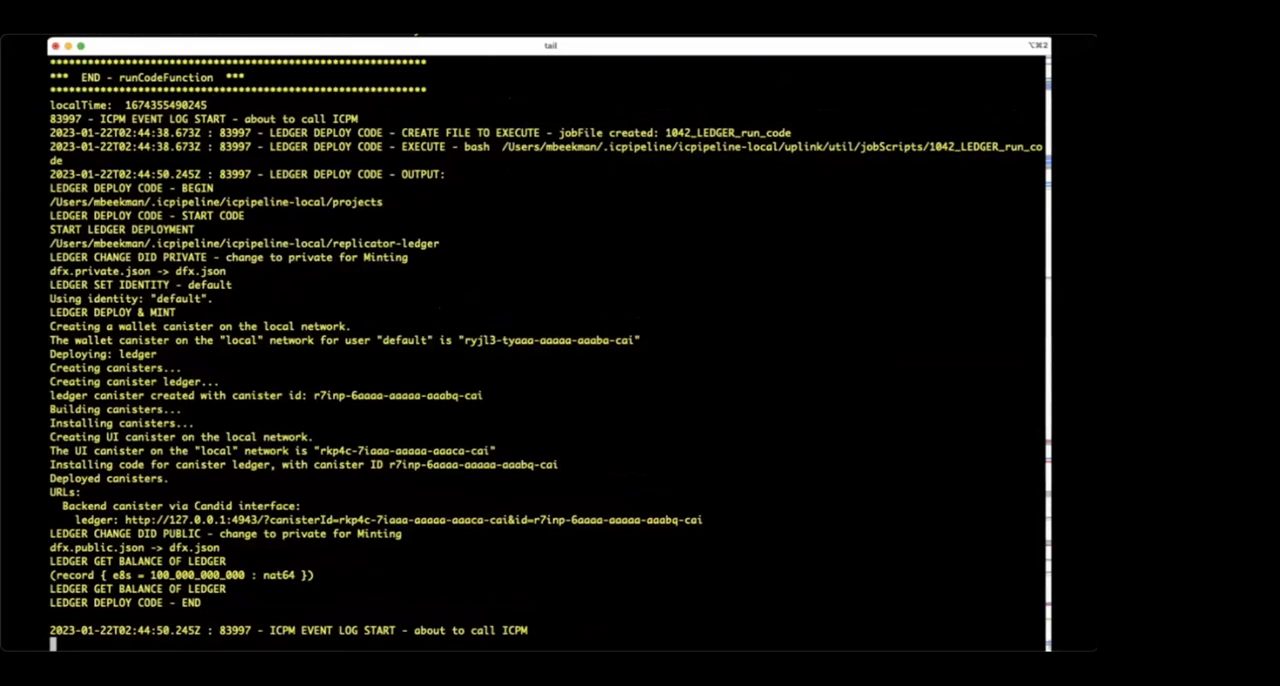 tail
⌥⌘2
************************************************************
*** END - runCodeFunction ***
************************************************************
localTime: 1674355490245
83997 - ICPM EVENT LOG START - about to call ICPM
2023-01-22T02:44:38.673Z : 83997 - LEDGER DEPLOY CODE - CREATE FILE TO EXECUTE - jobFile created: 1042_LEDGER_run_code
2023-01-22T02:44:38.673Z : 83997 - LEDGER DEPLOY CODE - EXECUTE - bash /Users/mbeekman/.icpipeline/icpipeline-local/uplink/util/jobScripts/1042_LEDGER_run_co
de
2023-01-22T02:44:50.245Z : 83997 - LEDGER DEPLOY CODE - OUTPUT:
LEDGER DEPLOY CODE - BEGIN
/Users/mbeekman/.icpipeline/icpipeline-local/projects
LEDGER DEPLOY CODE - START CODE
START LEDGER DEPLOYMENT
/Users/mbeekman/.icpipeline/icpipeline-local/replicator-ledger
LEDGER CHANGE DID PRIVATE - change to private for Minting
dfx.private.json -> dfx.json
LEDGER SET IDENTITY - default
Using identity: "default".
LEDGER DEPLOY & MINT
Creating a wallet canister on the local network.
The wallet canister on the "local" network for user "default" is "ryjl3-tyaaa-aaaaa-aaaba-cai"
Deploying: ledger
Creating canisters...
Creating canister ledger...
ledger canister created with canister id: r7inp-6aaaa-aaaaa-aaabq-cai
Building canisters...
Installing canisters...
Creating UI canister on the local network.
The UI canister on the "local" network is "rkp4c-7iaaa-aaaaa-aaaca-cai"
Installing code for canister ledger, with canister ID r7inp-6aaaa-aaaaa-aaabq-cai
Deployed canisters.
URLs:
Backend canister via Candid interface:
ledger: http://127.0.0.1:4943/?canisterId=rkp4c-7iaaa-aaaaa-aaaca-cai&id=r7inp-6aaaa-aaaaa-aaabq-cai
LEDGER CHANGE DID PUBLIC - change to private for Minting
dfx.public.json -> dfx.json
LEDGER GET BALANCE OF LEDGER
(record { e8s = 100_000_000_000 : nat64 })
LEDGER GET BALANCE OF LEDGER
LEDGER DEPLOY CODE - END
2023-01-22T02:44:50.245Z : 83997 - ICPM EVENT LOG START - about to call ICPM